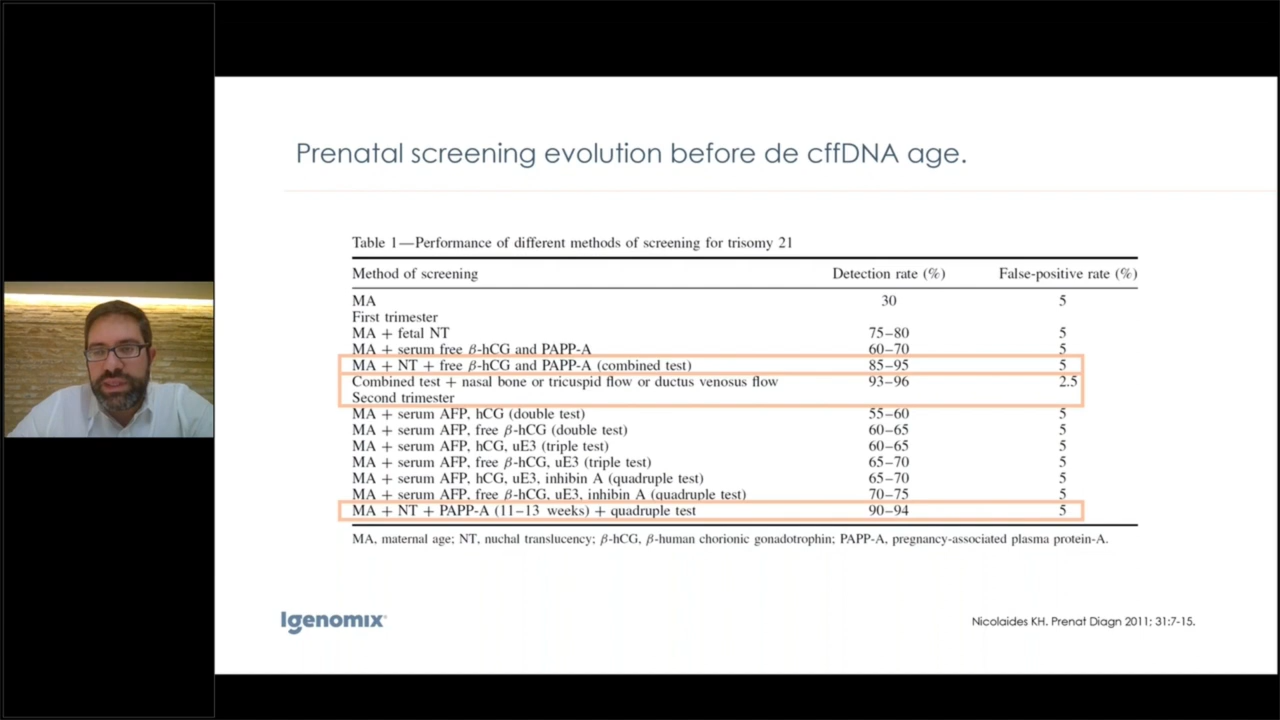 Prenatal screening evolution before de cffDNA age.
Table 1—Performance of different methods of screening for trisomy 21
Method of screening Detection rate (%) False-positive rate (%)
MA 30 5
First trimester
MA + fetal NT 75–80 5
MA + serum free β-hCG and PAPP-A 60–70 5
MA + NT + free β-hCG and PAPP-A (combined test) 85–95 5
Combined test + nasal bone or tricuspid flow or ductus venosus flow 93–96 2.5
Second trimester
MA + serum AFP, hCG (double test) 55–60 5
MA + serum AFP, free β-hCG (double test) 60–65 5
MA + serum AFP, hCG, uE3 (triple test) 60–65 5
MA + serum AFP, free β-hCG, uE3 (triple test) 65–70 5
MA + serum AFP, hCG, uE3, inhibin A (quadruple test) 65–70 5
MA + serum AFP, free β-hCG, uE3, inhibin A (quadruple test) 70–75 5
MA + NT + PAPP-A (11–13 weeks) + quadruple test 90–94 5
MA, maternal age; NT, nuchal translucency; β-hCG, β-human chorionic gonadotrophin; PAPP-A, pregnancy-associated plasma protein-A.
Igenomix®
Nicolaides KH. Prenat Diagn 2011; 31:7-15.